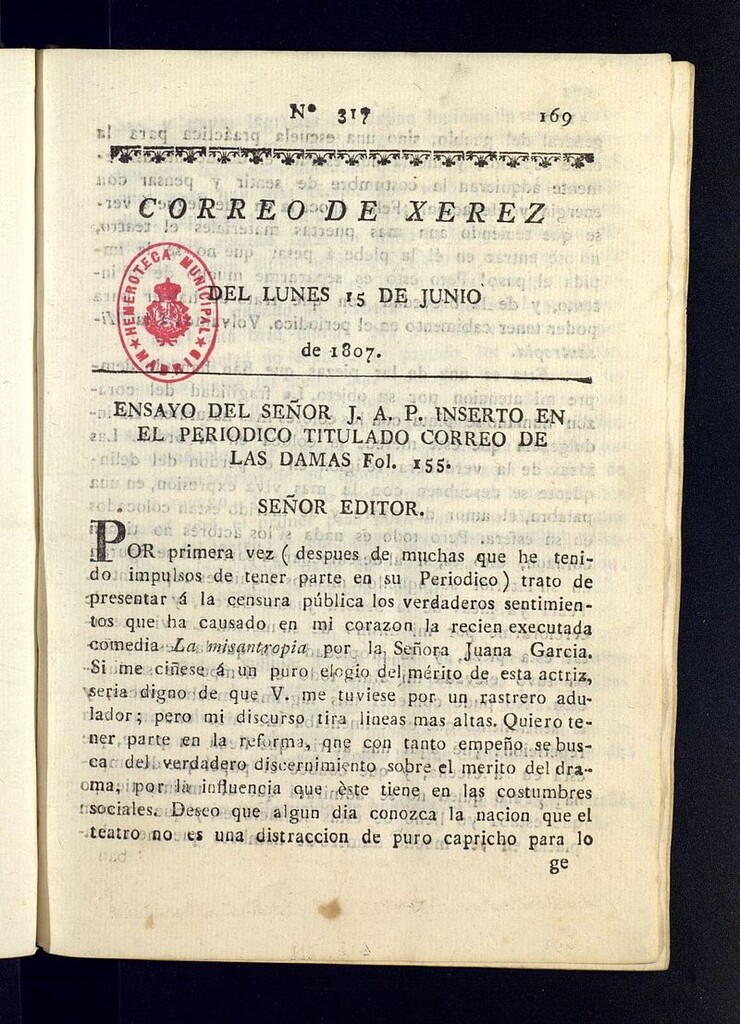 Nº 317 169
CORREO DE XEREZ
HEMEROTECA MUNICIPAL
MADRID
DEL LUNES 15 DE JUNIO
de 1807.
ENSAYO DEL SEÑOR J. A. P. INSERTO EN
EL PERIODICO TITULADO CORREO DE
LAS DAMAS Fol. 155.
SEÑOR EDITOR.
POR primera vez ( despues de muchas que he teni-
do impulsos de tener parte en su Periodico ) trato de
presentar á la censura pública los verdaderos sentimien-
tos que ha causado en mi corazon la recien executada
comedia La misantropia por la Señora Juana Garcia.
Si me ciñese á un puro elogio del mérito de esta actriz,
seria digno de que V. me tuviese por un rastrero adu-
lador; pero mi discurso tira lineas mas altas. Quiero te-
ner parte en la reforma, qne con tanto empeño se bus-
ca del verdadero discernimiento sobre el merito del dra-
ma, por la influencia que èste tiene en las costumbres
sociales. Deseo que algun dia conozca la nacion que el
teatro no es una distraccion de puro capricho para lo
ge